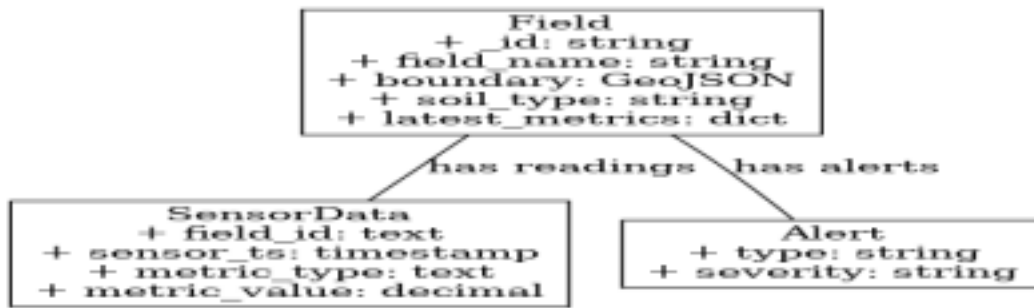 Field
+ _id: string
+ field_name: string
+ boundary: GeoJSON
+ soil_type: string
+ latest_metrics: dict
has readings
has alerts
SensorData
+ field_id: text
+ sensor_ts: timestamp
+ metric_type: text
+ metric_value: decimal
Alert
+ type: string
+ severity: string